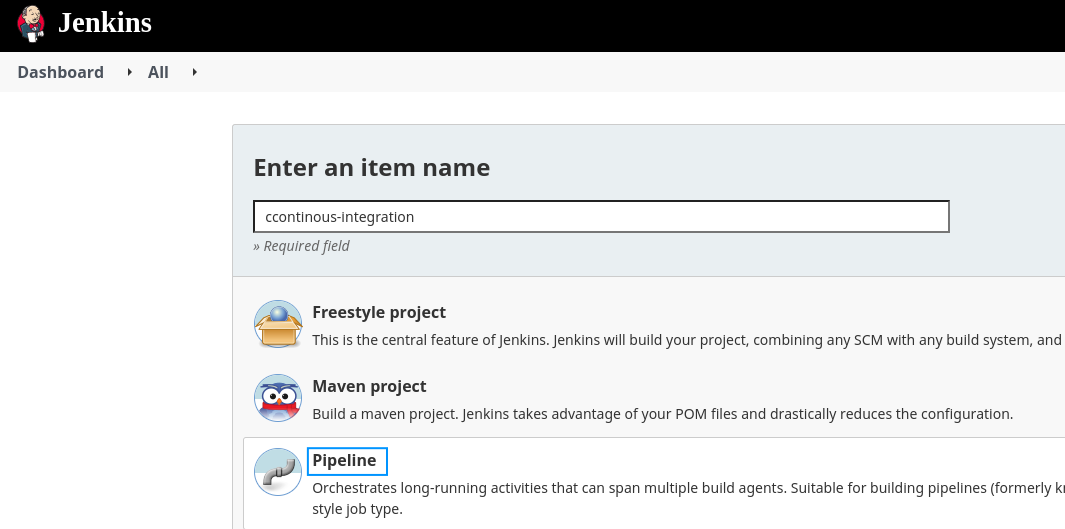 Jenkins
Dashboard All
Enter an item name
ccontinous-integration
» Required field
Freestyle project
This is the central feature of Jenkins. Jenkins will build your project, combining any SCM with any build system, and
Maven project
Build a maven project. Jenkins takes advantage of your POM files and drastically reduces the configuration.
Pipeline
Orchestrates long-running activities that can span multiple build agents. Suitable for building pipelines (formerly k
style job type.